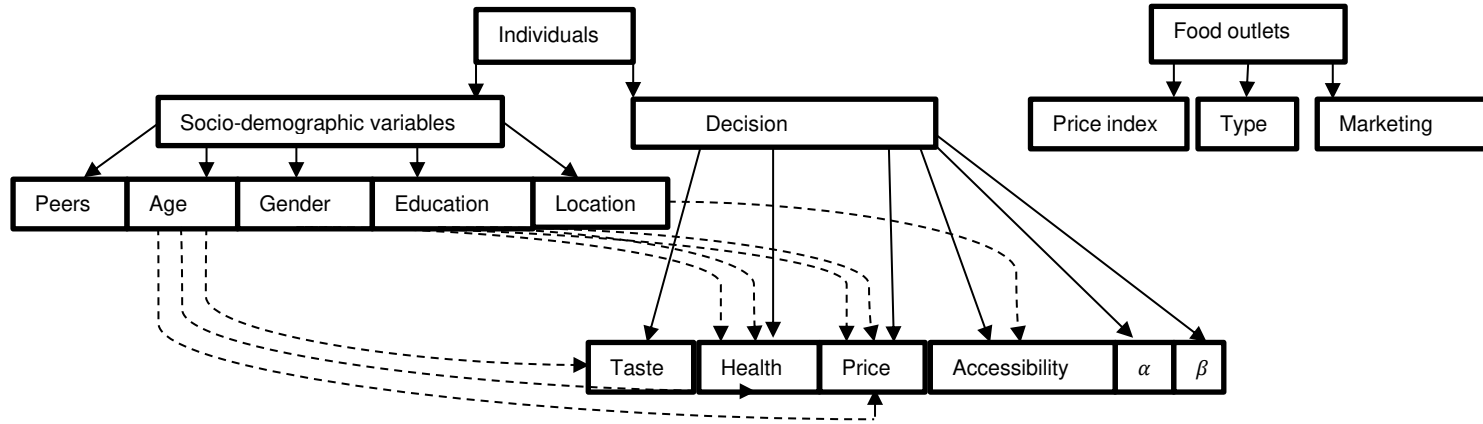 Individuals
Food outlets
Socio-demographic variables
Decision
Price index
Type
Marketing
Peers
Age
Gender
Education
Location
Taste
Health
Price
Accessibility
α
β